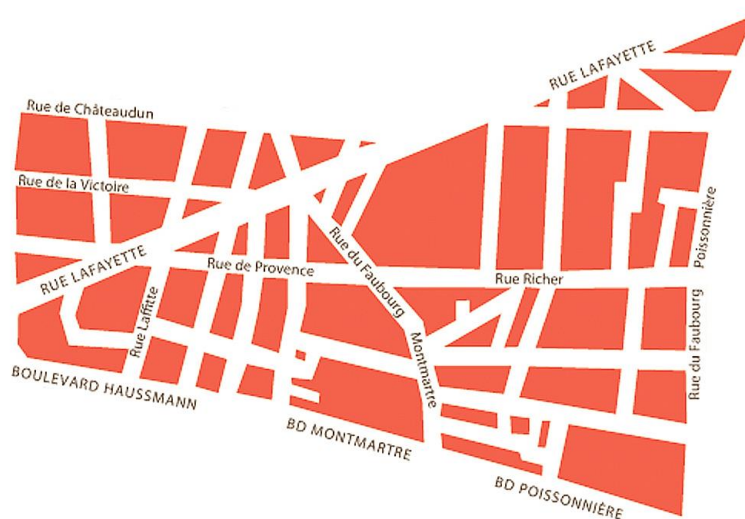 RUE LAFAYETTE
Rue de Châteaudun
Rue de la Victoire
Poissonnière
Rue du Faubourg
RUE LAFAYETTE
Rue de Provence
Rue du Faubourg
Montmartre
Rue Richer
Rue Laffitte
BOULEVARD HAUSSMANN
BD MONTMARTRE
BD POISSONNIÈRE